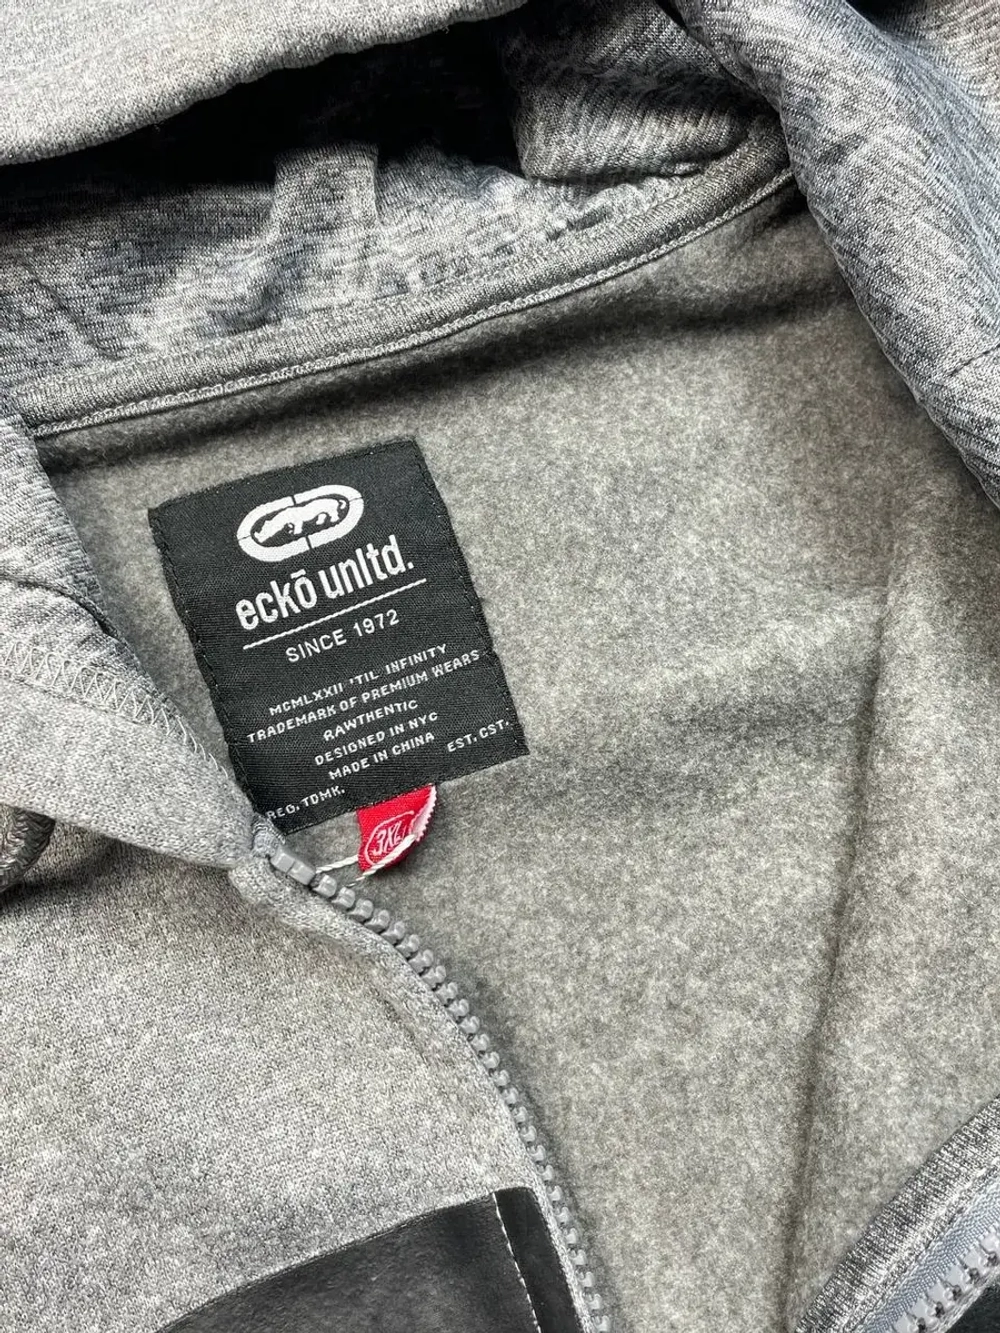 eckō unltd.
SINCE 1972
MCMLXXII 'TIL INFINITY
TRADEMARK OF PREMIUM WEARS
RAWTHENTIC
DESIGNED IN NYC
MADE IN CHINA
EST. CST.
REG. TDMK.
3XL